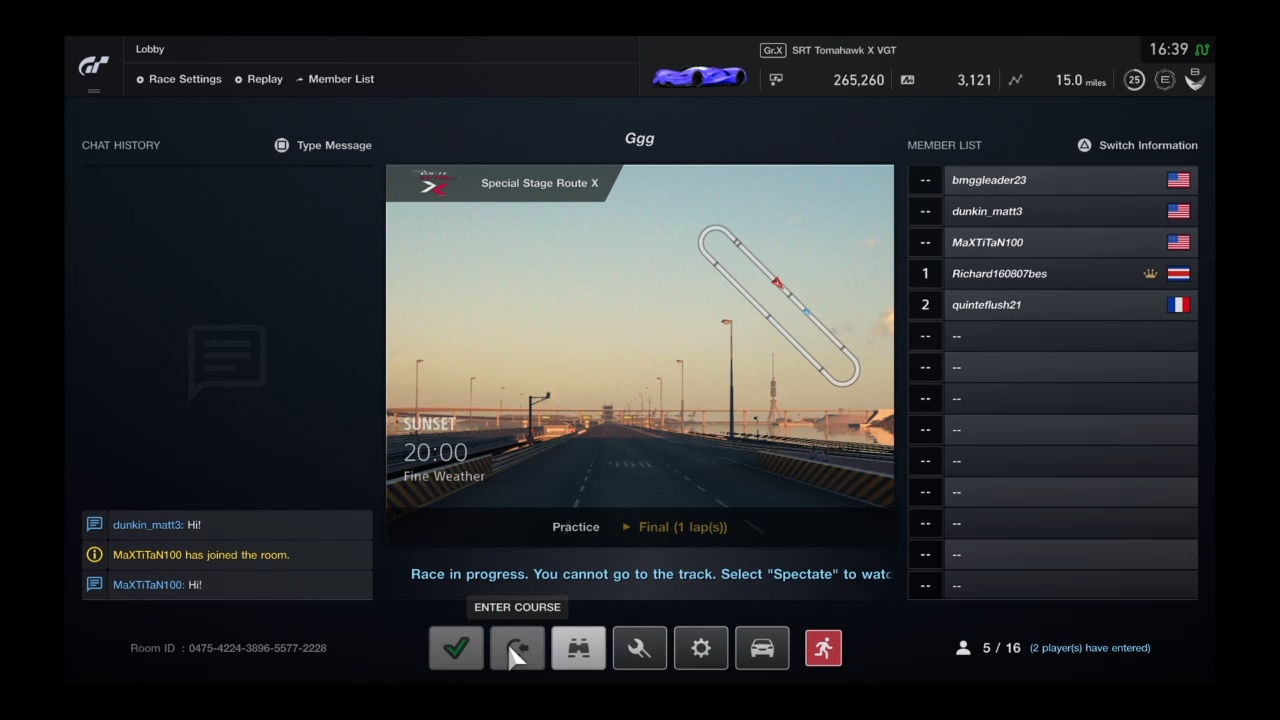 Lobby
Race Settings Replay Member List
Gr.X SRT Tomahawk X VGT
265,260 3,121 15.0 miles 25 E B
16:39
CHAT HISTORY
Type Message
Ggg
MEMBER LIST
Switch Information
Special Stage Route X
SUNSET
20:00
Fine Weather
Practice Final (1 lap(s))
Race in progress. You cannot go to the track. Select "Spectate" to watc
dunkin_matt3: Hi!
MaXTiTaN100 has joined the room.
MaXTiTaN100: Hi!
-- bmggleader23
-- dunkin_matt3
-- MaXTiTaN100
1 Richard160807bes
2 quinteflush21
-- --
-- --
-- --
-- --
-- --
-- --
-- --
-- --
-- --
ENTER COURSE
Room ID : 0475-4224-3896-5577-2228
5 / 16 (2 player(s) have entered)